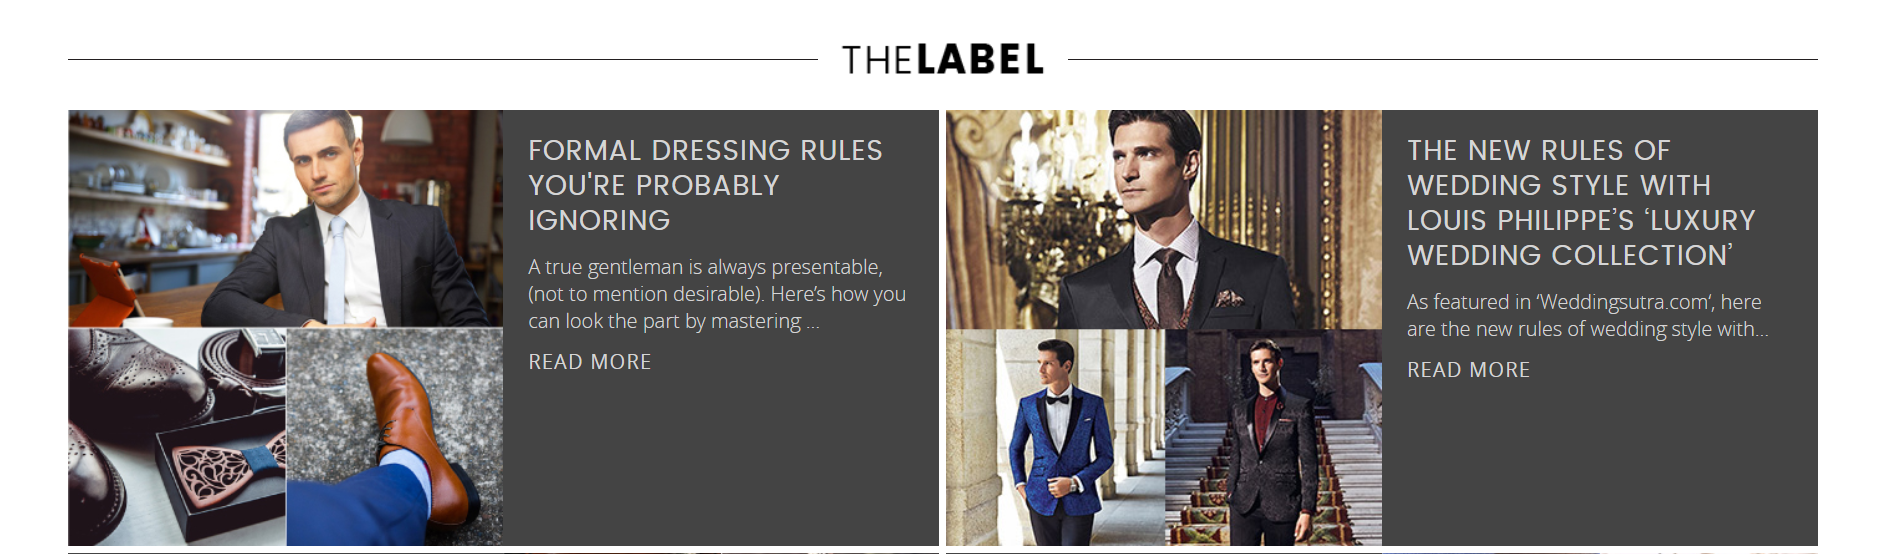 THELABEL
FORMAL DRESSING RULES
YOU'RE PROBABLY
IGNORING
A true gentleman is always presentable,
(not to mention desirable). Here’s how you
can look the part by mastering ...
READ MORE
THE NEW RULES OF
WEDDING STYLE WITH
LOUIS PHILIPPE’S ‘LUXURY
WEDDING COLLECTION’
As featured in ‘Weddingsutra.com‘, here
are the new rules of wedding style with...
READ MORE